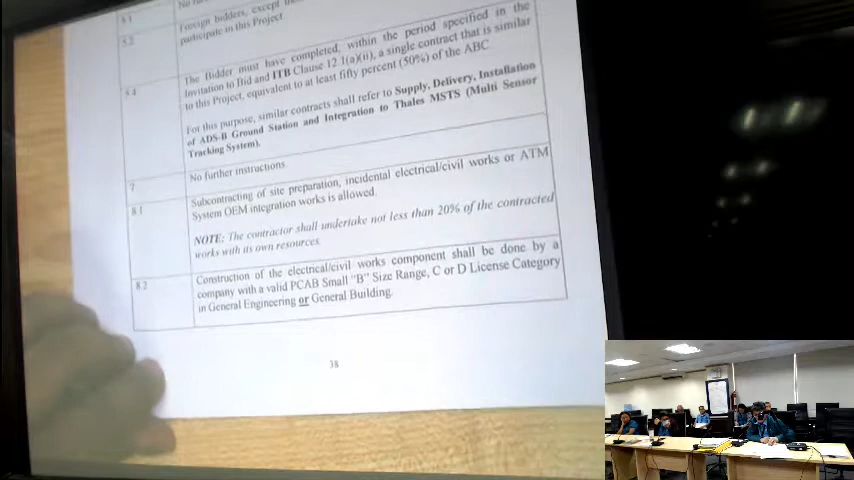 5.1
5.2
Foreign bidders, except
participate in this Project.
5.4
The Bidder must have completed, within the period specified in the
Invitation to Bid and ITB Clause 12.1(a)(ii), a single contract that is similar
to this Project, equivalent to at least fifty percent (50%) of the ABC
For this purpose, similar contracts shall refer to Supply, Delivery, Installation
of ADS-B Ground Station and Integration to Thales MSTS (Multi Sensor
Tracking System).
7
No further instructions.
8.1
Subcontracting of site preparation, incidental electrical/civil works or ATM
System OEM integration works is allowed.
NOTE: The contractor shall undertake not less than 20% of the contracted
works with its own resources
8.2
Construction of the electrical/civil works component shall be done by a
company with a valid PCAB Small "B" Size Range, C or D License Category
in General Engineering or General Building.
38